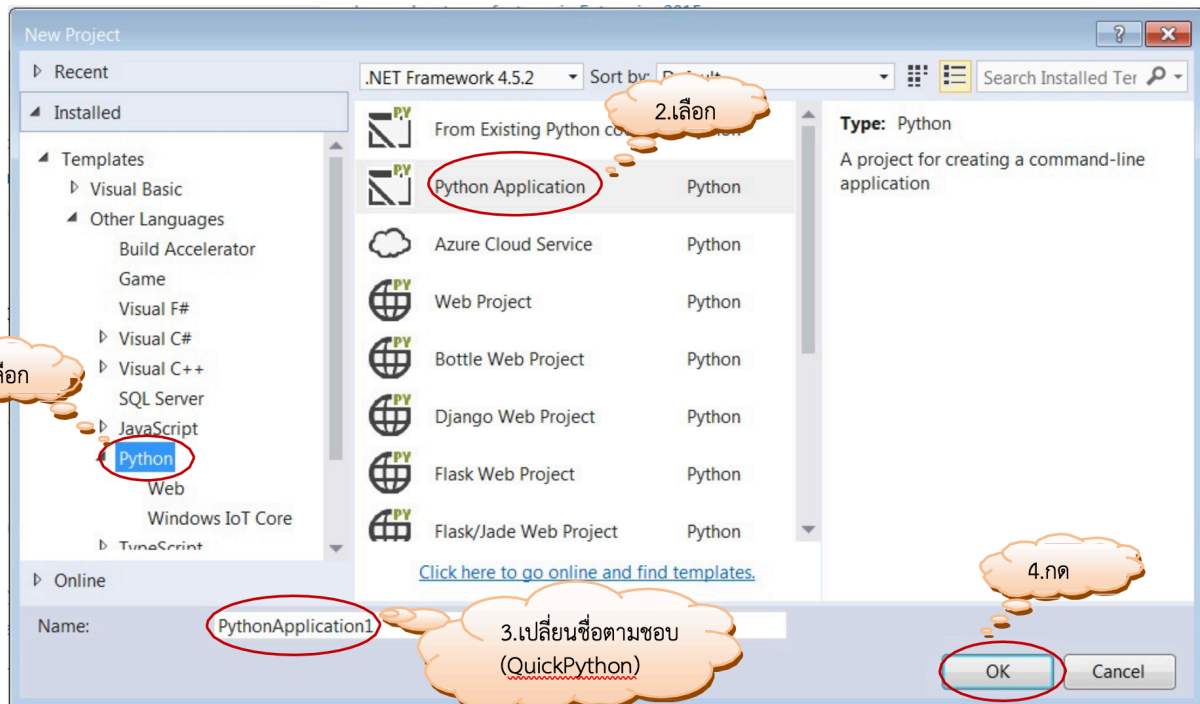 New Project
Recent
.NET Framework 4.5.2
Sort by:
Search Installed Ter
Installed
Templates
Visual Basic
Other Languages
Build Accelerator
Game
Visual F#
Visual C#
Visual C++
SQL Server
JavaScript
Python
Web
Windows IoT Core
TypeScript
Online
2.เลือก
From Existing Python
Python Application Python
Azure Cloud Service Python
Web Project Python
Bottle Web Project Python
Django Web Project Python
Flask Web Project Python
Flask/Jade Web Project Python
Click here to go online and find templates.
Type: Python
A project for creating a command-line
application
Name: PythonApplication1
3.เปลี่ยนชื่อตามชอบ
(QuickPython)
4.กด
OK Cancel